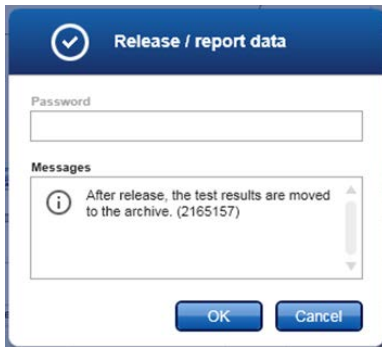 Release / report data
Password
Messages
After release, the test results are moved
to the archive. (2165157)
OK
Cancel